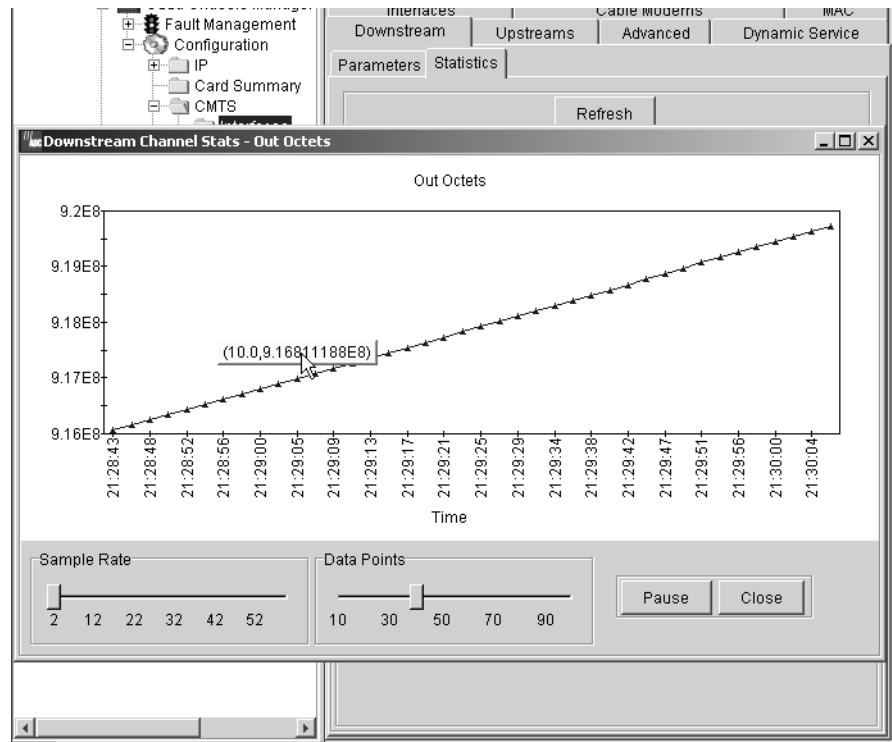 Fault Management
Configuration
IP
Card Summary
CMTS
Interfaces Cable Modems MAC
Downstream Upstreams Advanced Dynamic Service
Parameters Statistics
Refresh
Downstream Channel Stats - Out Octets
Out Octets
9.2E8
9.19E8
9.18E8
9.17E8
9.16E8
(10.0,9.16811188E8)
21:28:43
21:28:48
21:28:52
21:28:56
21:29:00
21:29:05
21:29:09
21:29:13
21:29:17
21:29:21
21:29:25
21:29:29
21:29:34
21:29:38
21:29:42
21:29:47
21:29:51
21:29:56
21:30:00
21:30:04
Time
Sample Rate
2 12 22 32 42 52
Data Points
10 30 50 70 90
Pause Close